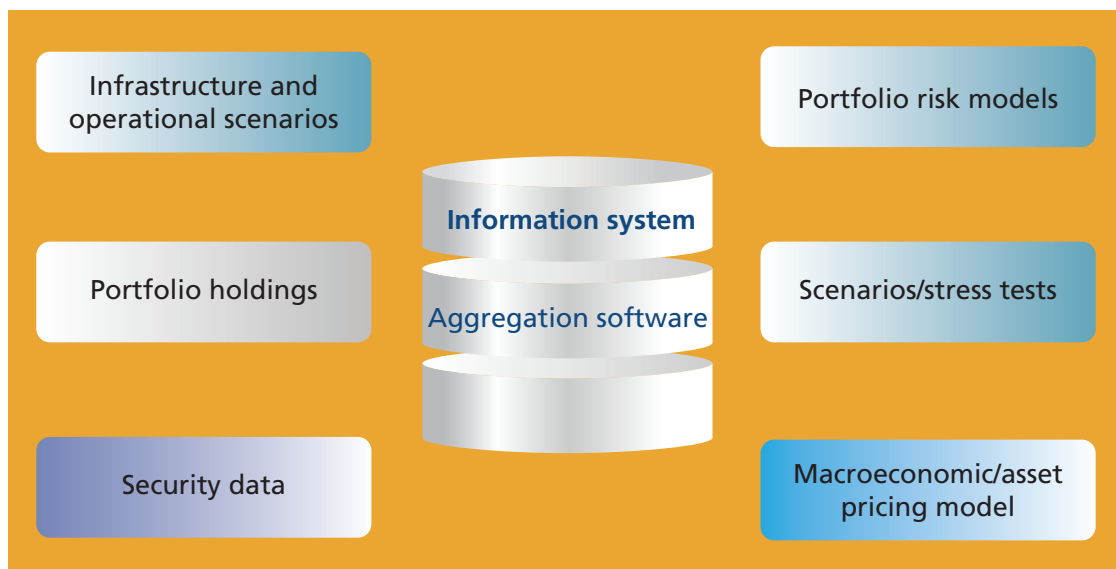 Infrastructure and
operational scenarios
Portfolio holdings
Security data
Information system
Aggregation software
Portfolio risk models
Scenarios/stress tests
Macroeconomic/asset
pricing model